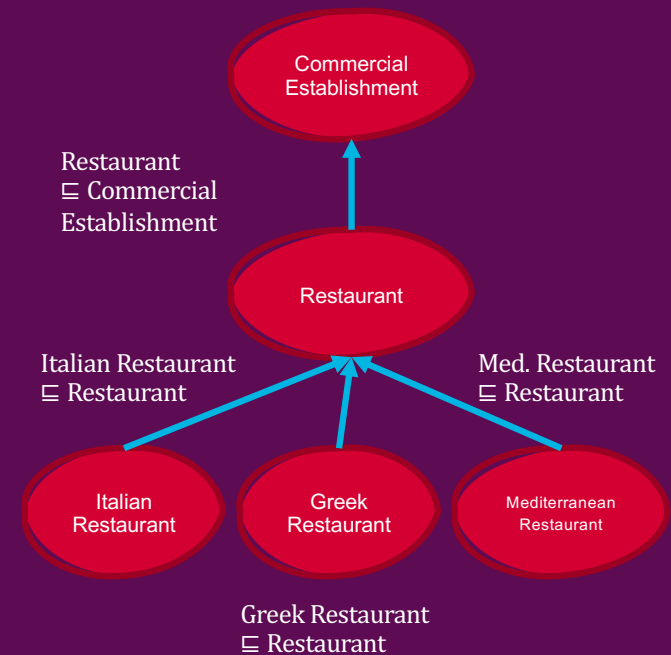 Commercial
Establishment
Restaurant
⊑ Commercial
Establishment
Restaurant
Italian Restaurant
⊑ Restaurant
Med. Restaurant
⊑ Restaurant
Italian
Restaurant
Greek
Restaurant
Mediterranean
Restaurant
Greek Restaurant
⊑ Restaurant